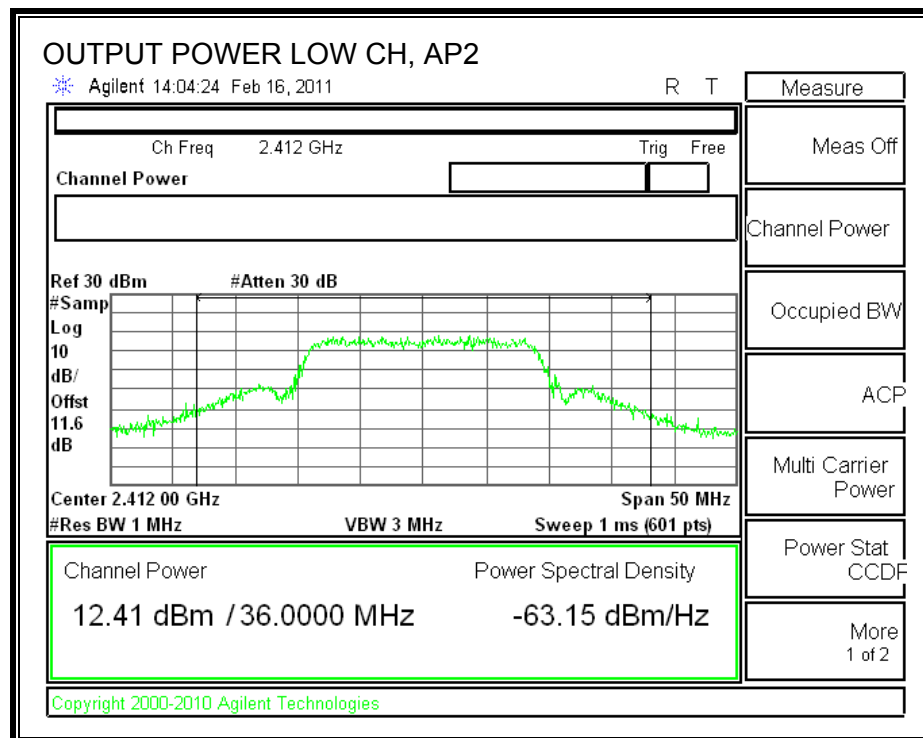 OUTPUT POWER LOW CH, AP2
Agilent 14:04:24 Feb 16, 2011 R T
Measure
Ch Freq 2.412 GHz Trig Free
Meas Off
Channel Power
Channel Power
Ref 30 dBm #Atten 30 dB
#Samp
Log
10
dB/
Offst
11.6
dB
Occupied BW
ACP
Multi Carrier
Power
Center 2.412 00 GHz Span 50 MHz
#Res BW 1 MHz VBW 3 MHz Sweep 1 ms (601 pts)
Power Stat
CCDF
Channel Power Power Spectral Density
12.41 dBm / 36.0000 MHz -63.15 dBm/Hz
More
1 of 2
Copyright 2000-2010 Agilent Technologies